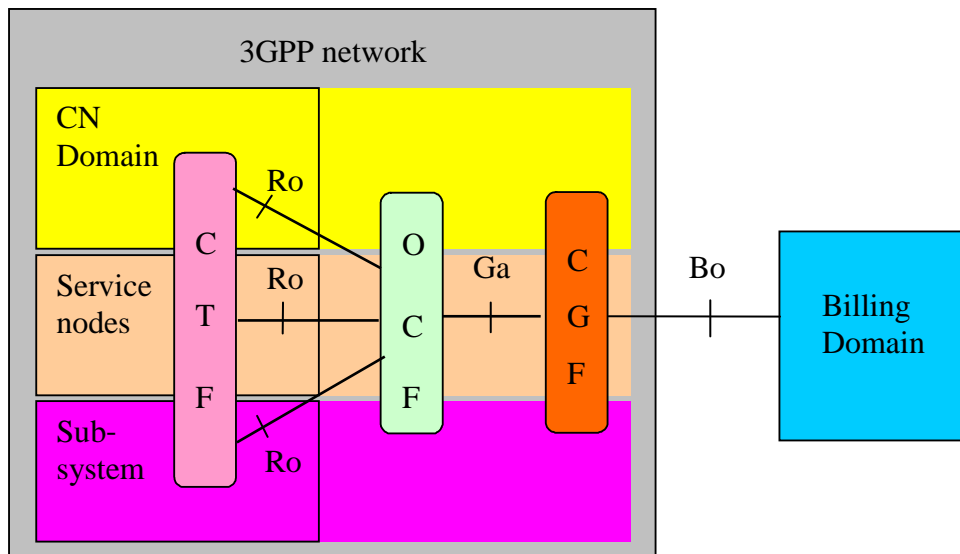 3GPP network
CN
Domain
Ro
C
T
F
Service
nodes
Ro
Sub-
system
Ro
O
C
F
Ga
C
G
F
Bo
Billing
Domain